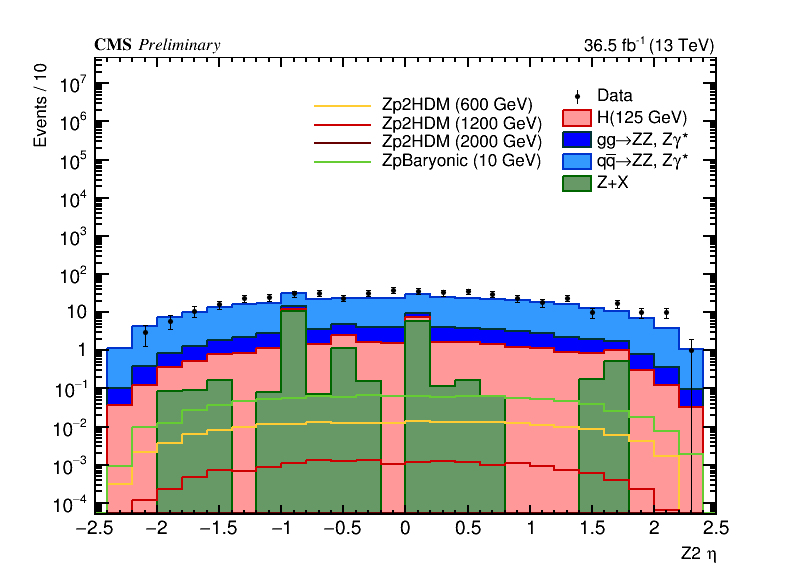 CMS Preliminary 36.5 fb⁻¹ (13 TeV)
Events / 10
Zp2HDM (600 GeV)
Zp2HDM (1200 GeV)
Zp2HDM (2000 GeV)
ZpBaryonic (10 GeV)
Data
H(125 GeV)
gg→ZZ, Zγ*
qq̅→ZZ, Zγ*
Z+X
10⁷
10⁶
10⁵
10⁴
10³
10²
10
1
10⁻¹
10⁻²
10⁻³
10⁻⁴
−2.5 −2 −1.5 −1 −0.5 0 0.5 1 1.5 2 2.5
Z2 η